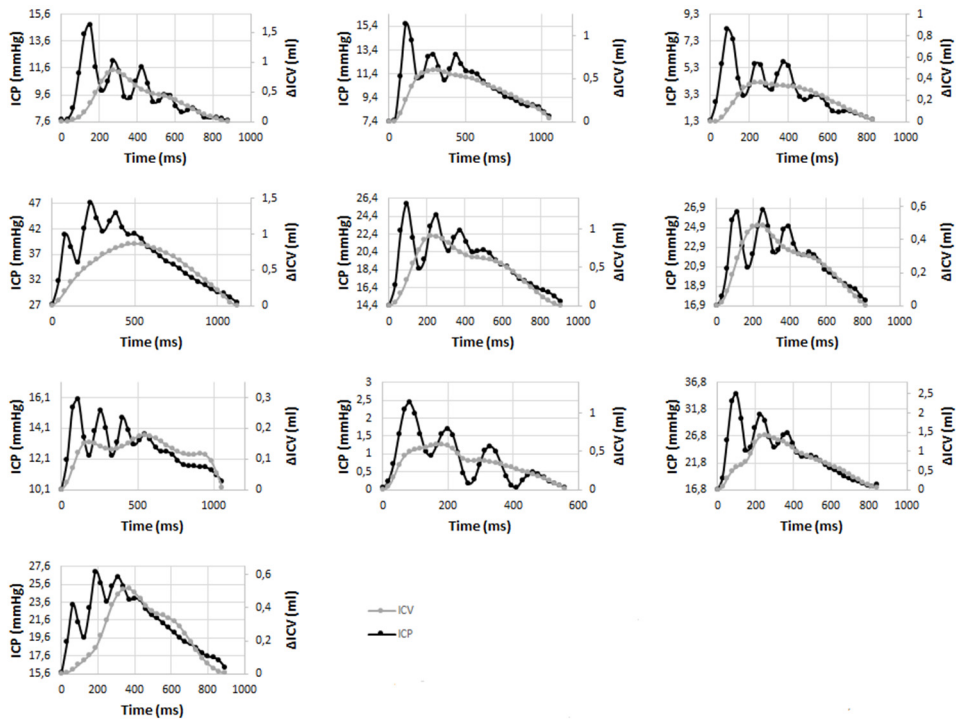 ICP (mmHg)
15,6
13,6
11,6
9,6
7,6
1,5
1
0,5
0
ΔICV (ml)
0 200 400 600 800 1000
Time (ms)
ICP (mmHg)
15,4
13,4
11,4
9,4
7,4
1
0,5
0
ΔICV (ml)
0 500 1000
Time (ms)
ICP (mmHg)
9,3
7,3
5,3
3,3
1,3
1
0,8
0,6
0,4
0,2
0
ΔICV (ml)
0 200 400 600 800 1000
Time (ms)
ICP (mmHg)
47
42
37
32
27
1,5
1
0,5
0
ΔICV (ml)
0 500 1000
Time (ms)
ICP (mmHg)
26,4
24,4
22,4
20,4
18,4
16,4
14,4
1
0,5
0
ΔICV (ml)
0 200 400 600 800 1000
Time (ms)
ICP (mmHg)
26,9
24,9
22,9
20,9
18,9
16,9
0,6
0,4
0,2
0
ΔICV (ml)
0 200 400 600 800 1000
Time (ms)
ICP (mmHg)
16,1
14,1
12,1
10,1
0,3
0,2
0,1
0
ΔICV (ml)
0 500 1000
Time (ms)
ICP (mmHg)
3
2,5
2
1,5
1
0,5
0
1
0,5
0
ΔICV (ml)
0 200 400 600
Time (ms)
ICP (mmHg)
36,8
31,8
26,8
21,8
16,8
2,5
2
1,5
1
0,5
0
ΔICV (ml)
0 200 400 600 800 1000
Time (ms)
ICP (mmHg)
27,6
25,6
23,6
21,6
19,6
17,6
15,6
0,6
0,4
0,2
0
ΔICV (ml)
0 200 400 600 800 1000
Time (ms)
ICV
ICP